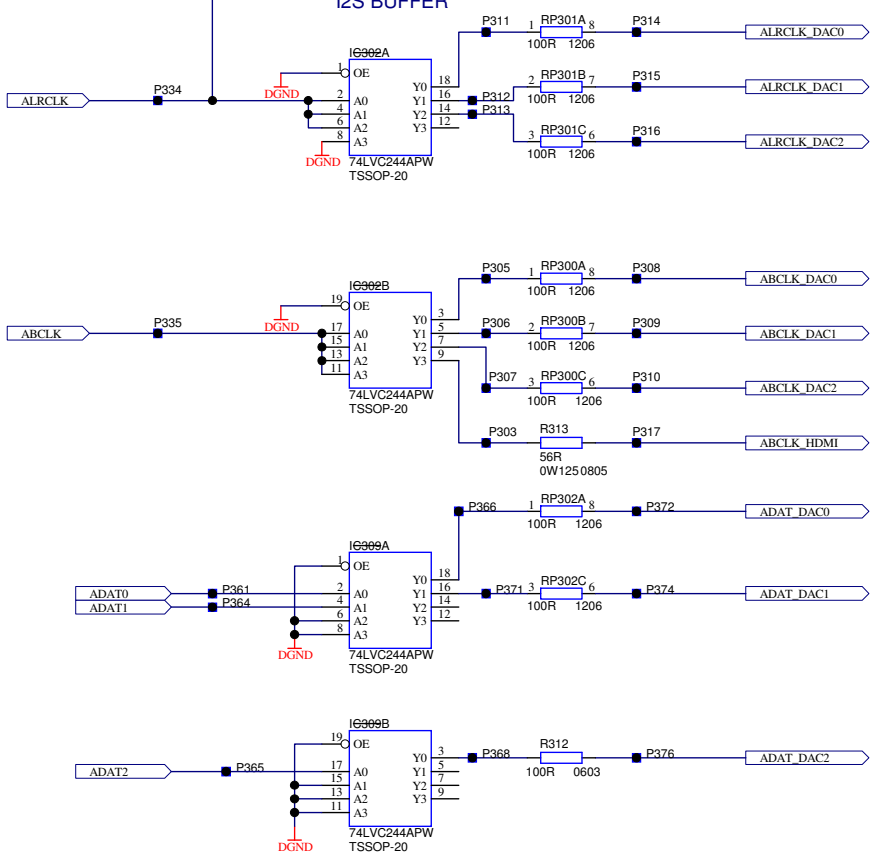 I2S BUFFER
P311 1 RP301A 8 P314 ALRCLK_DAC0
100R 1206
IC302A
1 OE
DGND
Y0 18
ALRCLK P334 2 A0 Y1 16 P312 2 RP301B 7 P315 ALRCLK_DAC1
100R 1206
4 A1 Y2 14 P313
6 A2 Y3 12
8 A3 3 RP301C 6 P316 ALRCLK_DAC2
100R 1206
DGND 74LVC244APW
TSSOP-20
P305 1 RP300A 8 P308 ABCLK_DAC0
100R 1206
IC302B
19 OE
DGND
Y0 3
ABCLK P335 17 A0 Y1 5 P306 2 RP300B 7 P309 ABCLK_DAC1
100R 1206
15 A1 Y2 7
13 A2 Y3 9
11 A3 P307 3 RP300C 6 P310 ABCLK_DAC2
100R 1206
74LVC244APW
TSSOP-20
P303 R313 P317 ABCLK_HDMI
56R
0W125 0805
P366 1 RP302A 8 P372 ADAT_DAC0
100R 1206
IC309A
1 OE
Y0 18
ADAT0 P361 2 A0 Y1 16 P371 3 RP302C 6 P374 ADAT_DAC1
100R 1206
ADAT1 P364 4 A1 Y2 14
6 A2 Y3 12
8 A3
DGND 74LVC244APW
TSSOP-20
IC309B
19 OE
Y0 3 P368 R312 P376 ADAT_DAC2
100R 0603
ADAT2 P365 17 A0 Y1 5
15 A1 Y2 7
13 A2 Y3 9
11 A3
74LVC244APW
DGND TSSOP-20